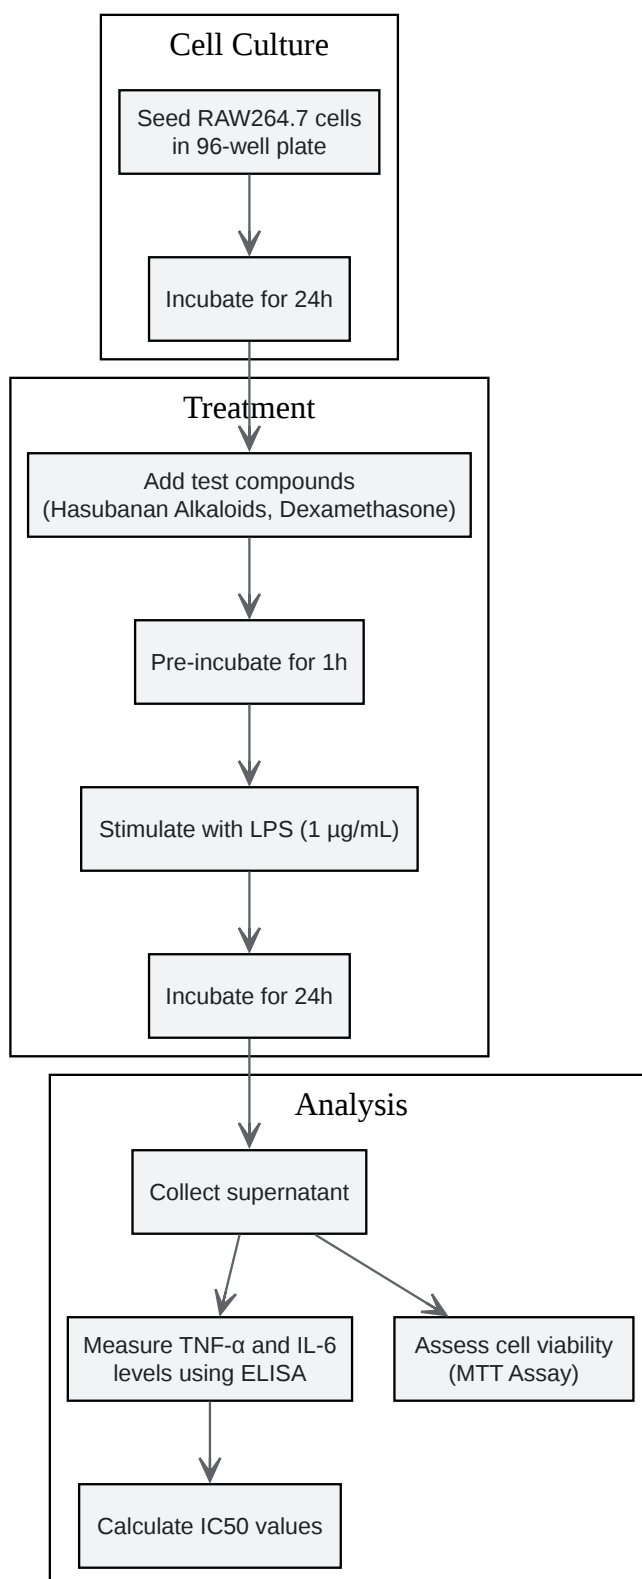 Cell Culture
Seed RAW264.7 cells
in 96-well plate
Incubate for 24h
Treatment
Add test compounds
(Hasubanan Alkaloids, Dexamethasone)
Pre-incubate for 1h
Stimulate with LPS (1 µg/mL)
Incubate for 24h
Analysis
Collect supernatant
Measure TNF-α and IL-6
levels using ELISA
Assess cell viability
(MTT Assay)
Calculate IC50 values